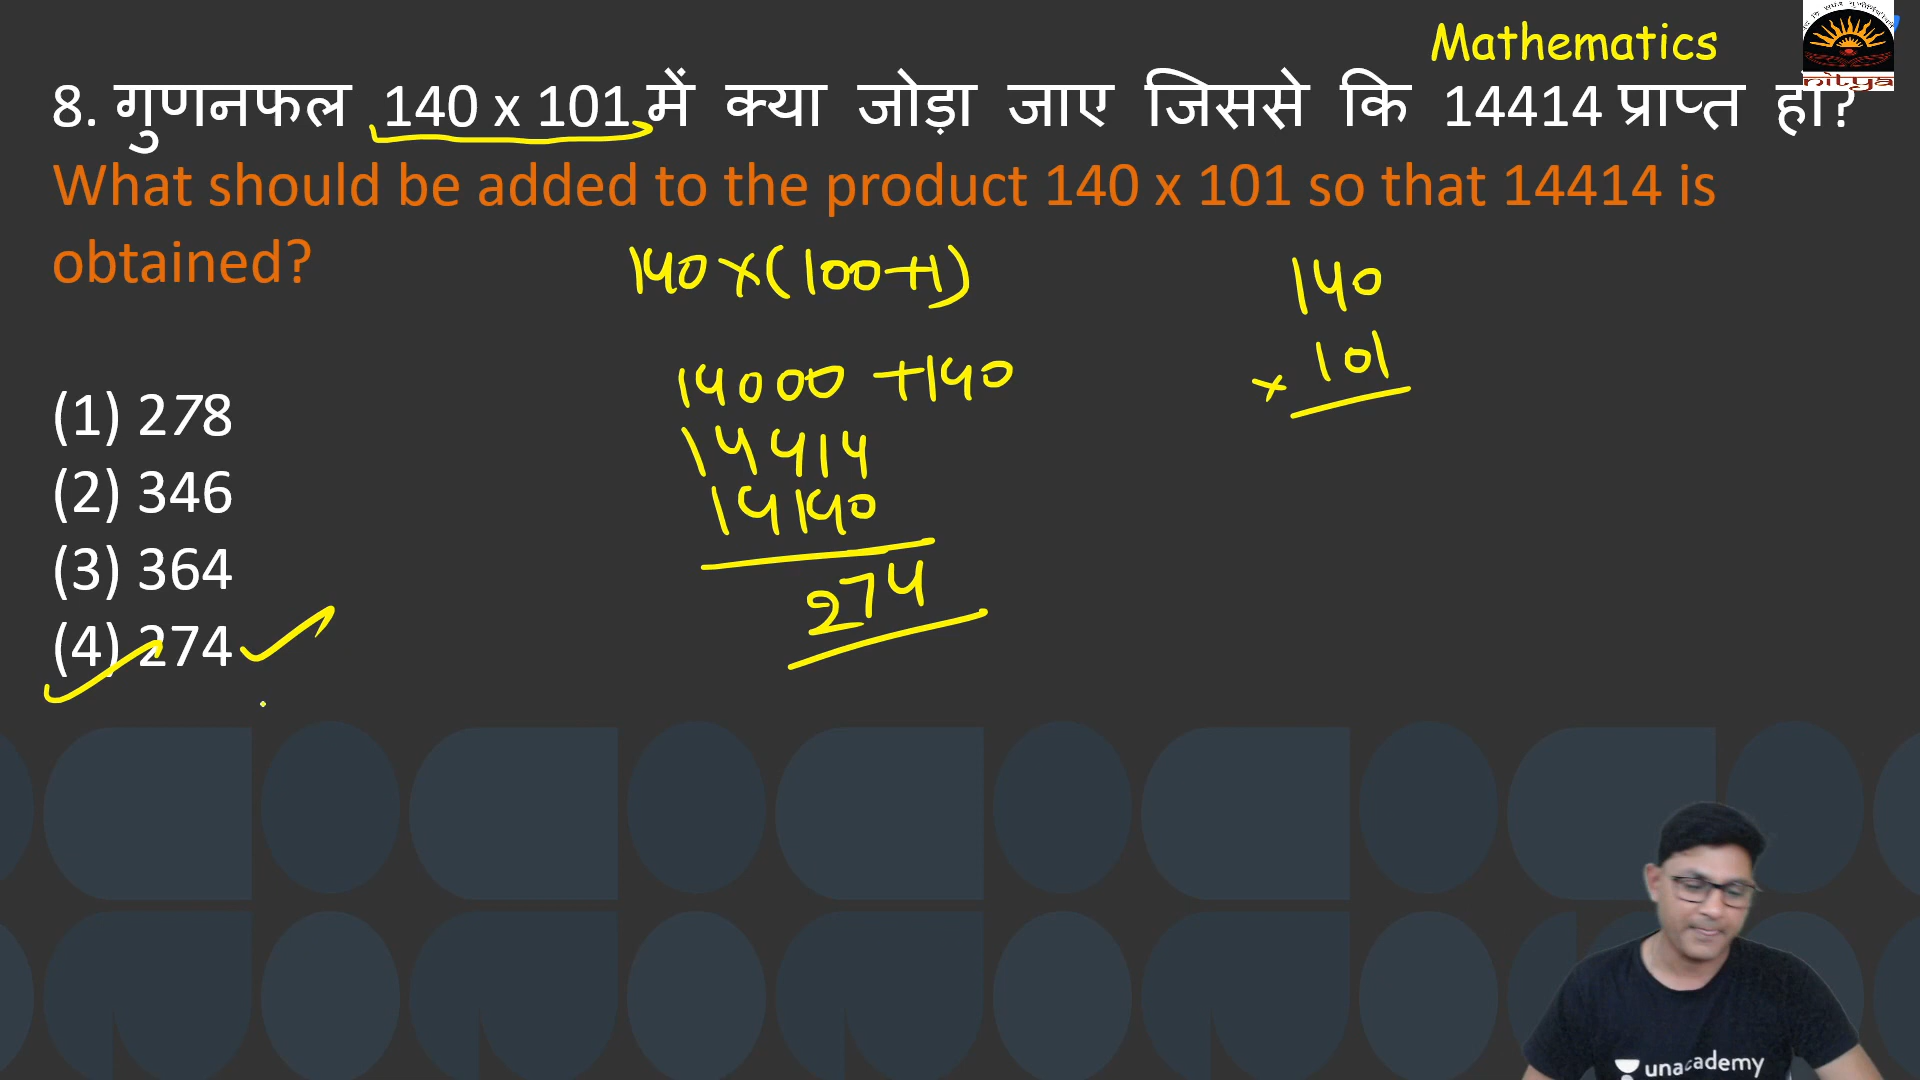 Mathematics
nitya
8. गुणनफल 140 x 101 में क्या जोड़ा जाए जिससे कि 14414 प्राप्त हो?
What should be added to the product 140 x 101 so that 14414 is
obtained?
140 x (100+1)
140
x 101
14000 + 140
14414
14140
274
(1) 278
(2) 346
(3) 364
(4) 274
unacademy